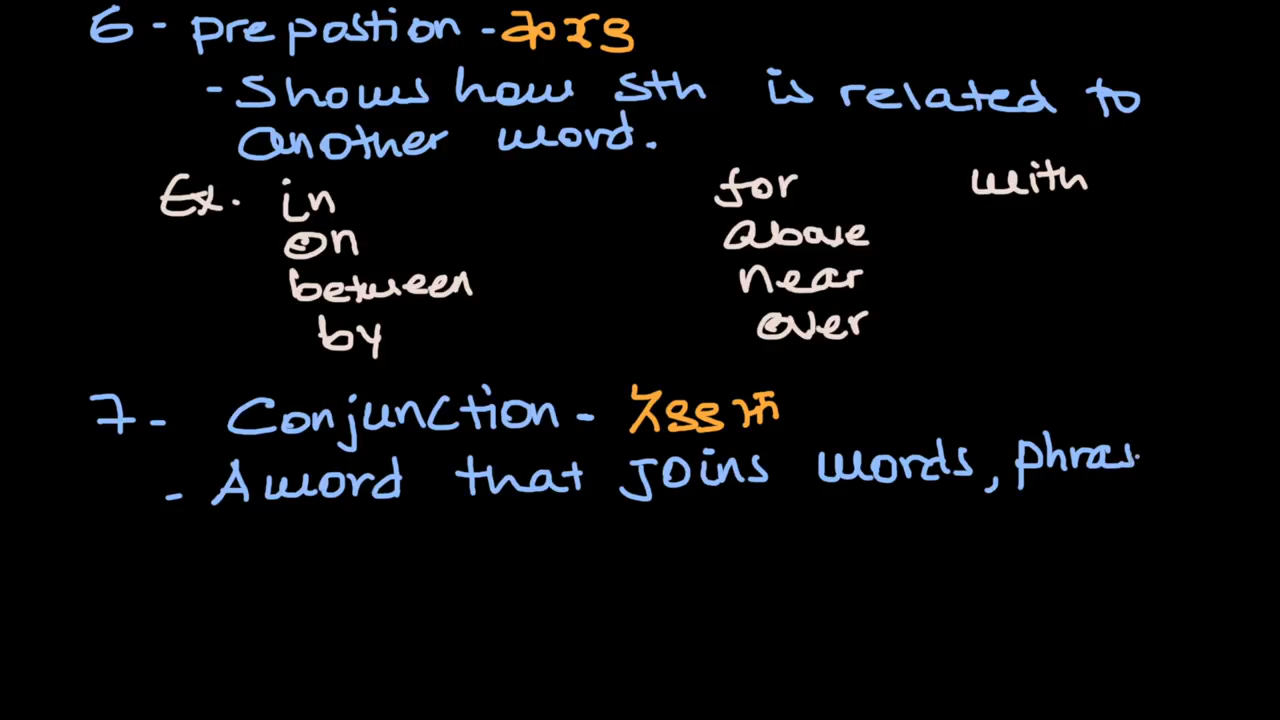 6 - prepostion -
- Shows how sth is related to
another word.
Ex. in for with
on above
between near
by over
7 - Conjunction -
- A word that joins words, phras